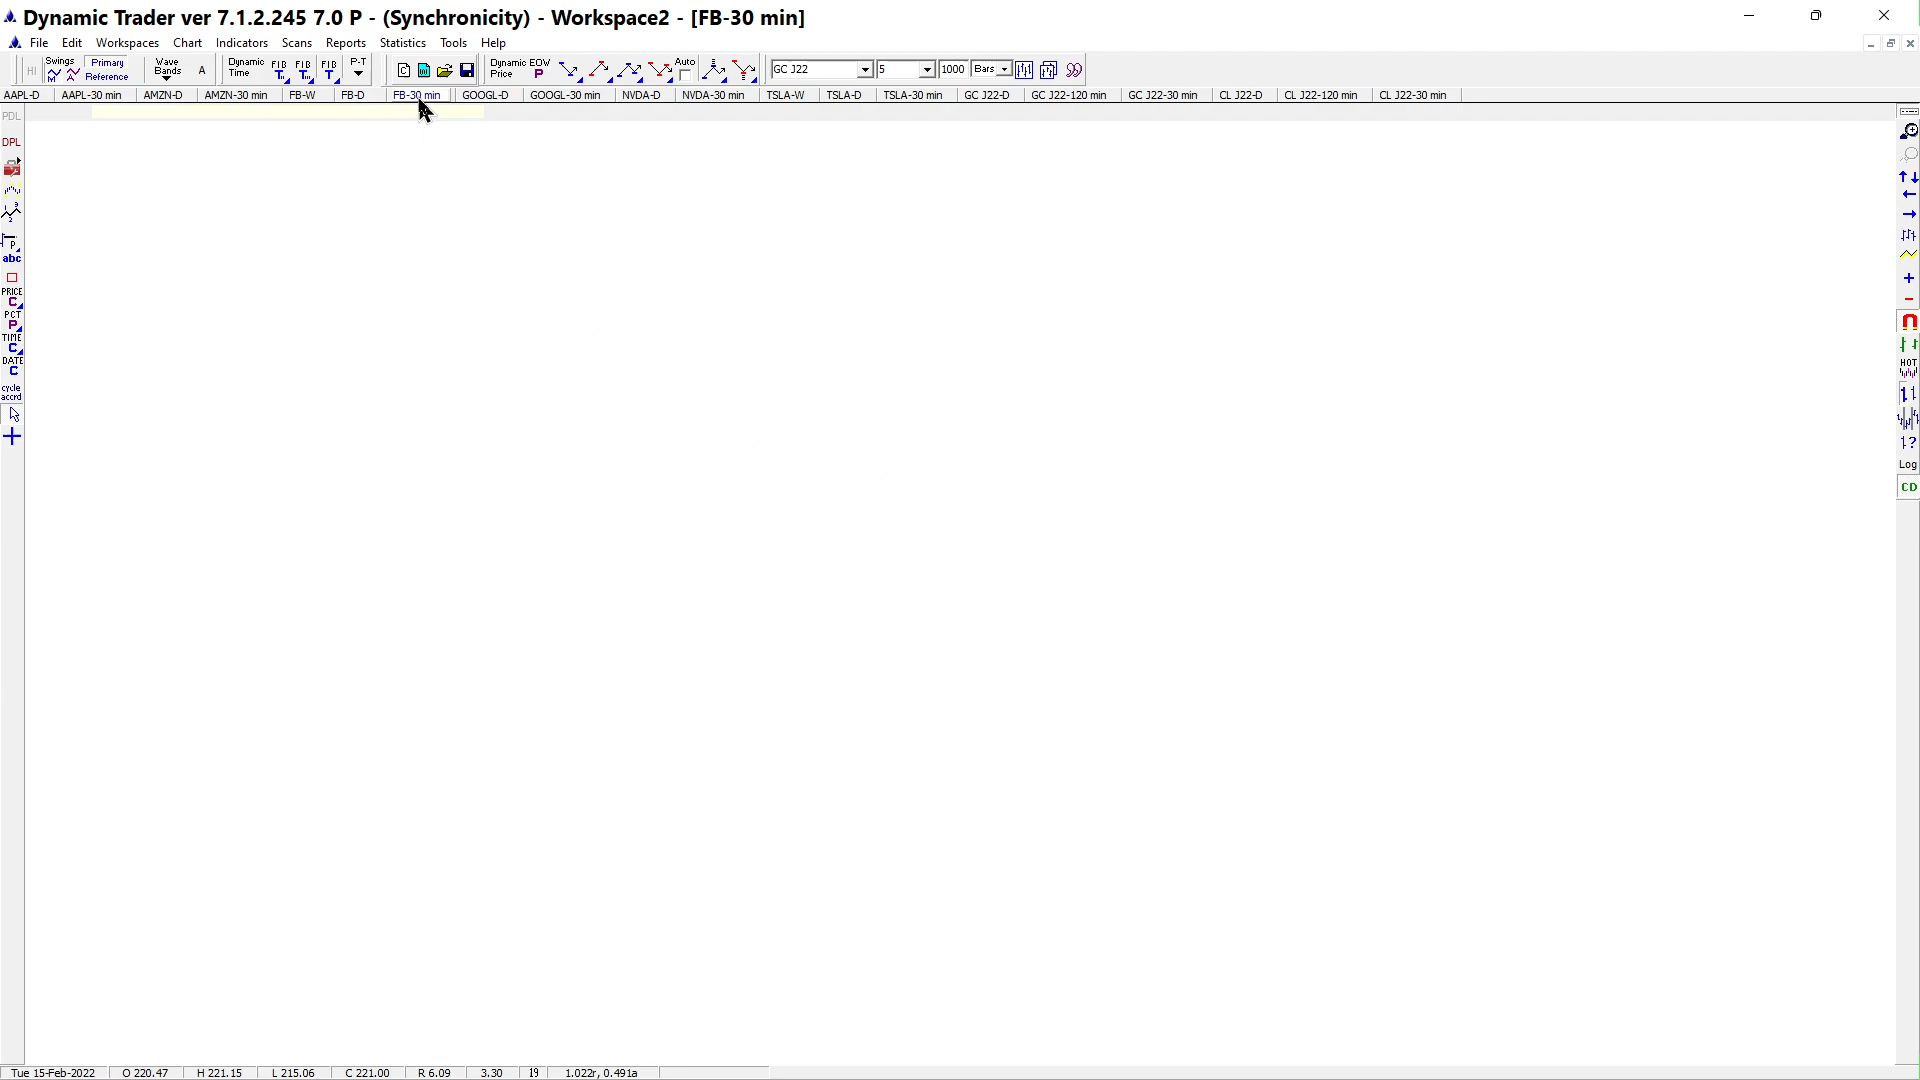 Dynamic Trader ver 7.1.2.245 7.0 P - (Synchronicity) - Workspace2 - [FB-30 min]
File Edit Workspaces Chart Indicators Scans Reports Statistics Tools Help
HI Swings M A Primary Reference Wave Bands A Dynamic Time FIB T FIB T FIB T P-T Dynamic Price EOW P Auto GC J22 5 1000 Bars
AAPL-D AAPL-30 min AMZN-D AMZN-30 min FB-W FB-D FB-30 min GOOGL-D GOOGL-30 min NVDA-D NVDA-30 min TSLA-W TSLA-D TSLA-30 min GC J22-D GC J22-120 min GC J22-30 min CL J22-D CL J22-120 min CL J22-30 min
PDL
DPL
P
abc
PRICE
C
PCT
P
TIME
C
DATE
C
cycle
accrd
HOT
?
Log
CD
Tue 15-Feb-2022 O 220.47 H 221.15 L 215.06 C 221.00 R 6.09 3.30 19 1.022r, 0.491a